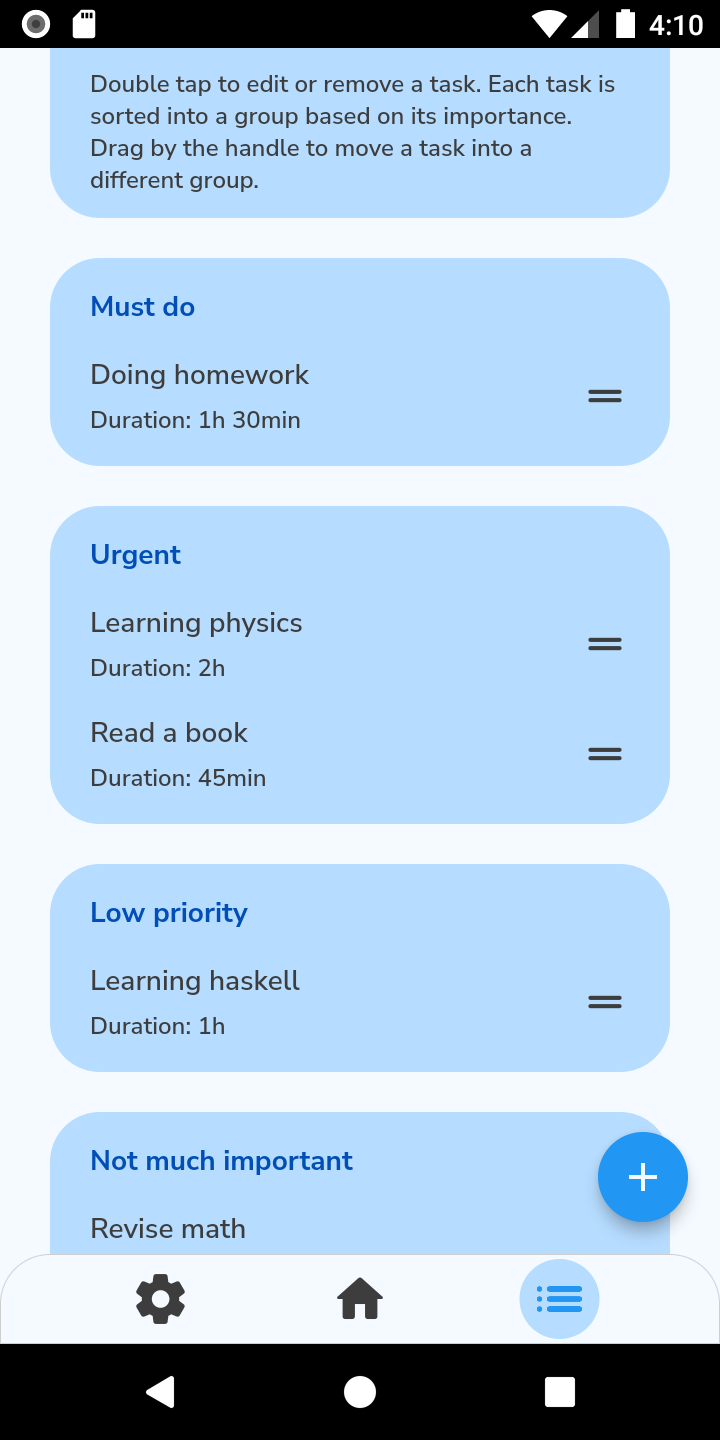 4:10
Double tap to edit or remove a task. Each task is
sorted into a group based on its importance.
Drag by the handle to move a task into a
different group.
Must do
Doing homework
Duration: 1h 30min
Urgent
Learning physics
Duration: 2h
Read a book
Duration: 45min
Low priority
Learning haskell
Duration: 1h
Not much important
Revise math